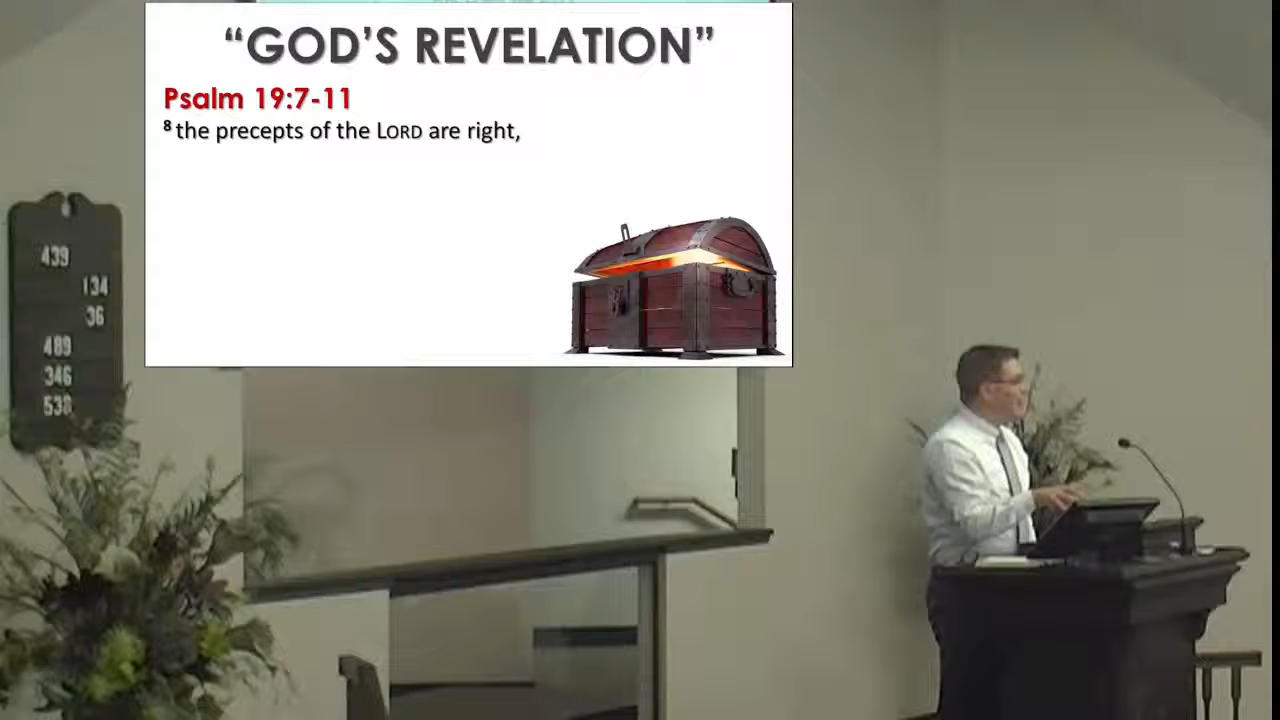 “GOD’S REVELATION”
Psalm 19:7-11
8 the precepts of the LORD are right,
439
134
36
489
346
538